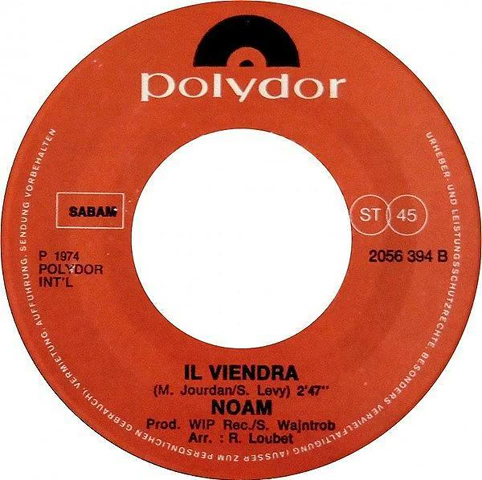 polydor
SABAM
ST 45
P 1974
POLYDOR
INT'L
2056 394 B
IL VIENDRA
(M. Jourdan/S. Levy) 2'47"
NOAM
Prod. WIP Rec./S. Wajntrob
Arr. : R. Loubet
URHEBER- UND LEISTUNGSSCHUTZRECHTE, BESONDERS VERVIELFÄLTIGUNG (AUSSER ZUM PERSÖNLICHEN GEBRAUCH), VERMIETUNG, AUFFÜHRUNG, SENDUNG VORBEHALTEN